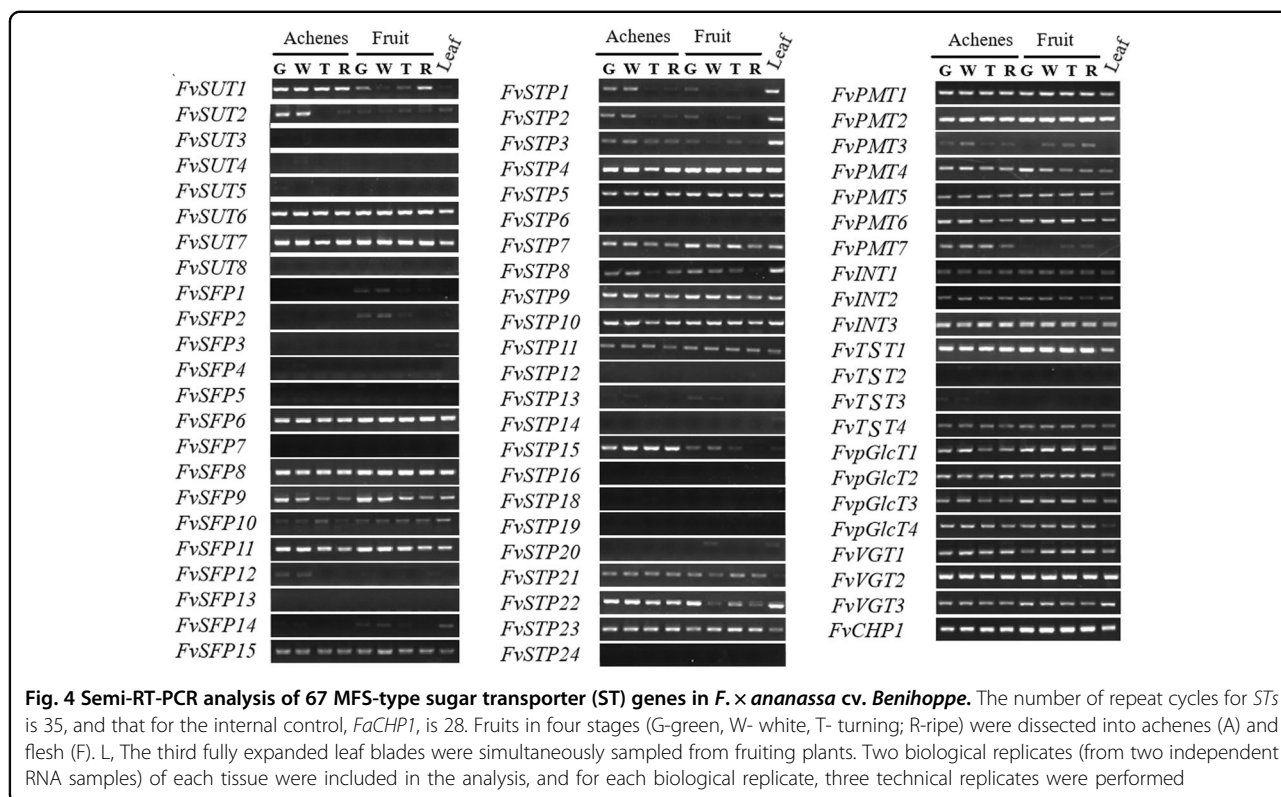 Achenes Fruit Leaf
G W T R G W T R
FvSUT1
FvSUT2
FvSUT3
FvSUT4
FvSUT5
FvSUT6
FvSUT7
FvSUT8
FvSFP1
FvSFP2
FvSFP3
FvSFP4
FvSFP5
FvSFP6
FvSFP7
FvSFP8
FvSFP9
FvSFP10
FvSFP11
FvSFP12
FvSFP13
FvSFP14
FvSFP15
Achenes Fruit Leaf
G W T R G W T R
FvSTP1
FvSTP2
FvSTP3
FvSTP4
FvSTP5
FvSTP6
FvSTP7
FvSTP8
FvSTP9
FvSTP10
FvSTP11
FvSTP12
FvSTP13
FvSTP14
FvSTP15
FvSTP16
FvSTP18
FvSTP19
FvSTP20
FvSTP21
FvSTP22
FvSTP23
FvSTP24
Achenes Fruit Leaf
G W T R G W T R
FvPMT1
FvPMT2
FvPMT3
FvPMT4
FvPMT5
FvPMT6
FvPMT7
FvINT1
FvINT2
FvINT3
FvTST1
FvTST2
FvTST3
FvTST4
FvpGlcT1
FvpGlcT2
FvpGlcT3
FvpGlcT4
FvVGT1
FvVGT2
FvVGT3
FvCHP1
Fig. 4 Semi-RT-PCR analysis of 67 MFS-type sugar transporter (ST) genes in F. × ananassa cv. Benihoppe. The number of repeat cycles for STs
is 35, and that for the internal control, FaCHP1, is 28. Fruits in four stages (G-green, W- white, T- turning; R-ripe) were dissected into achenes (A) and
flesh (F). L, The third fully expanded leaf blades were simultaneously sampled from fruiting plants. Two biological replicates (from two independent
RNA samples) of each tissue were included in the analysis, and for each biological replicate, three technical replicates were performed